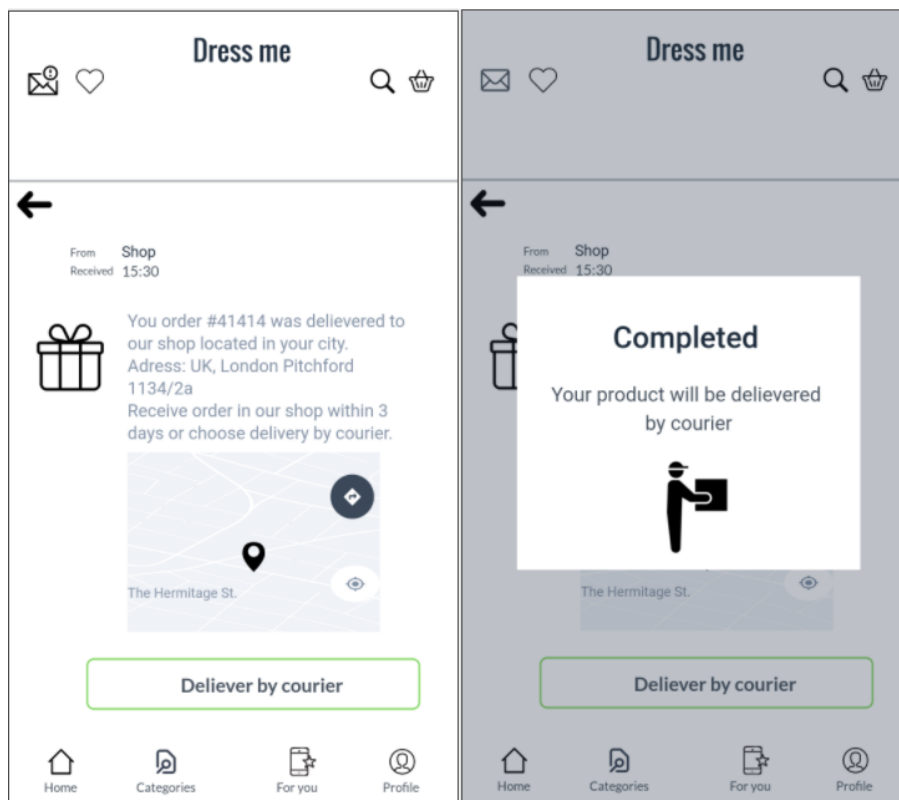 Dress me
From Shop
Received 15:30
You order #41414 was delievered to
our shop located in your city.
Adress: UK, London Pitchford
1134/2a
Receive order in our shop within 3
days or choose delivery by courier.
The Hermitage St.
Deliever by courier
Home Categories For you Profile
Dress me
From Shop
Received 15:30
Completed
Your product will be delievered
by courier
The Hermitage St.
Deliever by courier
Home Categories For you Profile